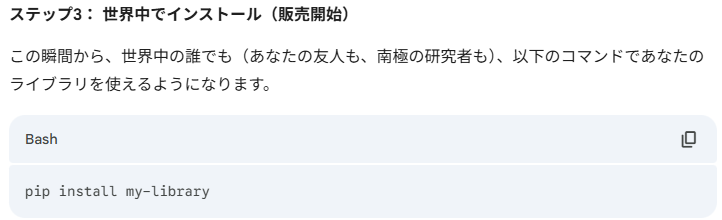 ステップ3： 世界中でインストール（販売開始）
この瞬間から、世界中の誰でも（あなたの友人も、南極の研究者も）、以下のコマンドであなたの
ライブラリを使えるようになります。
Bash
pip install my-library